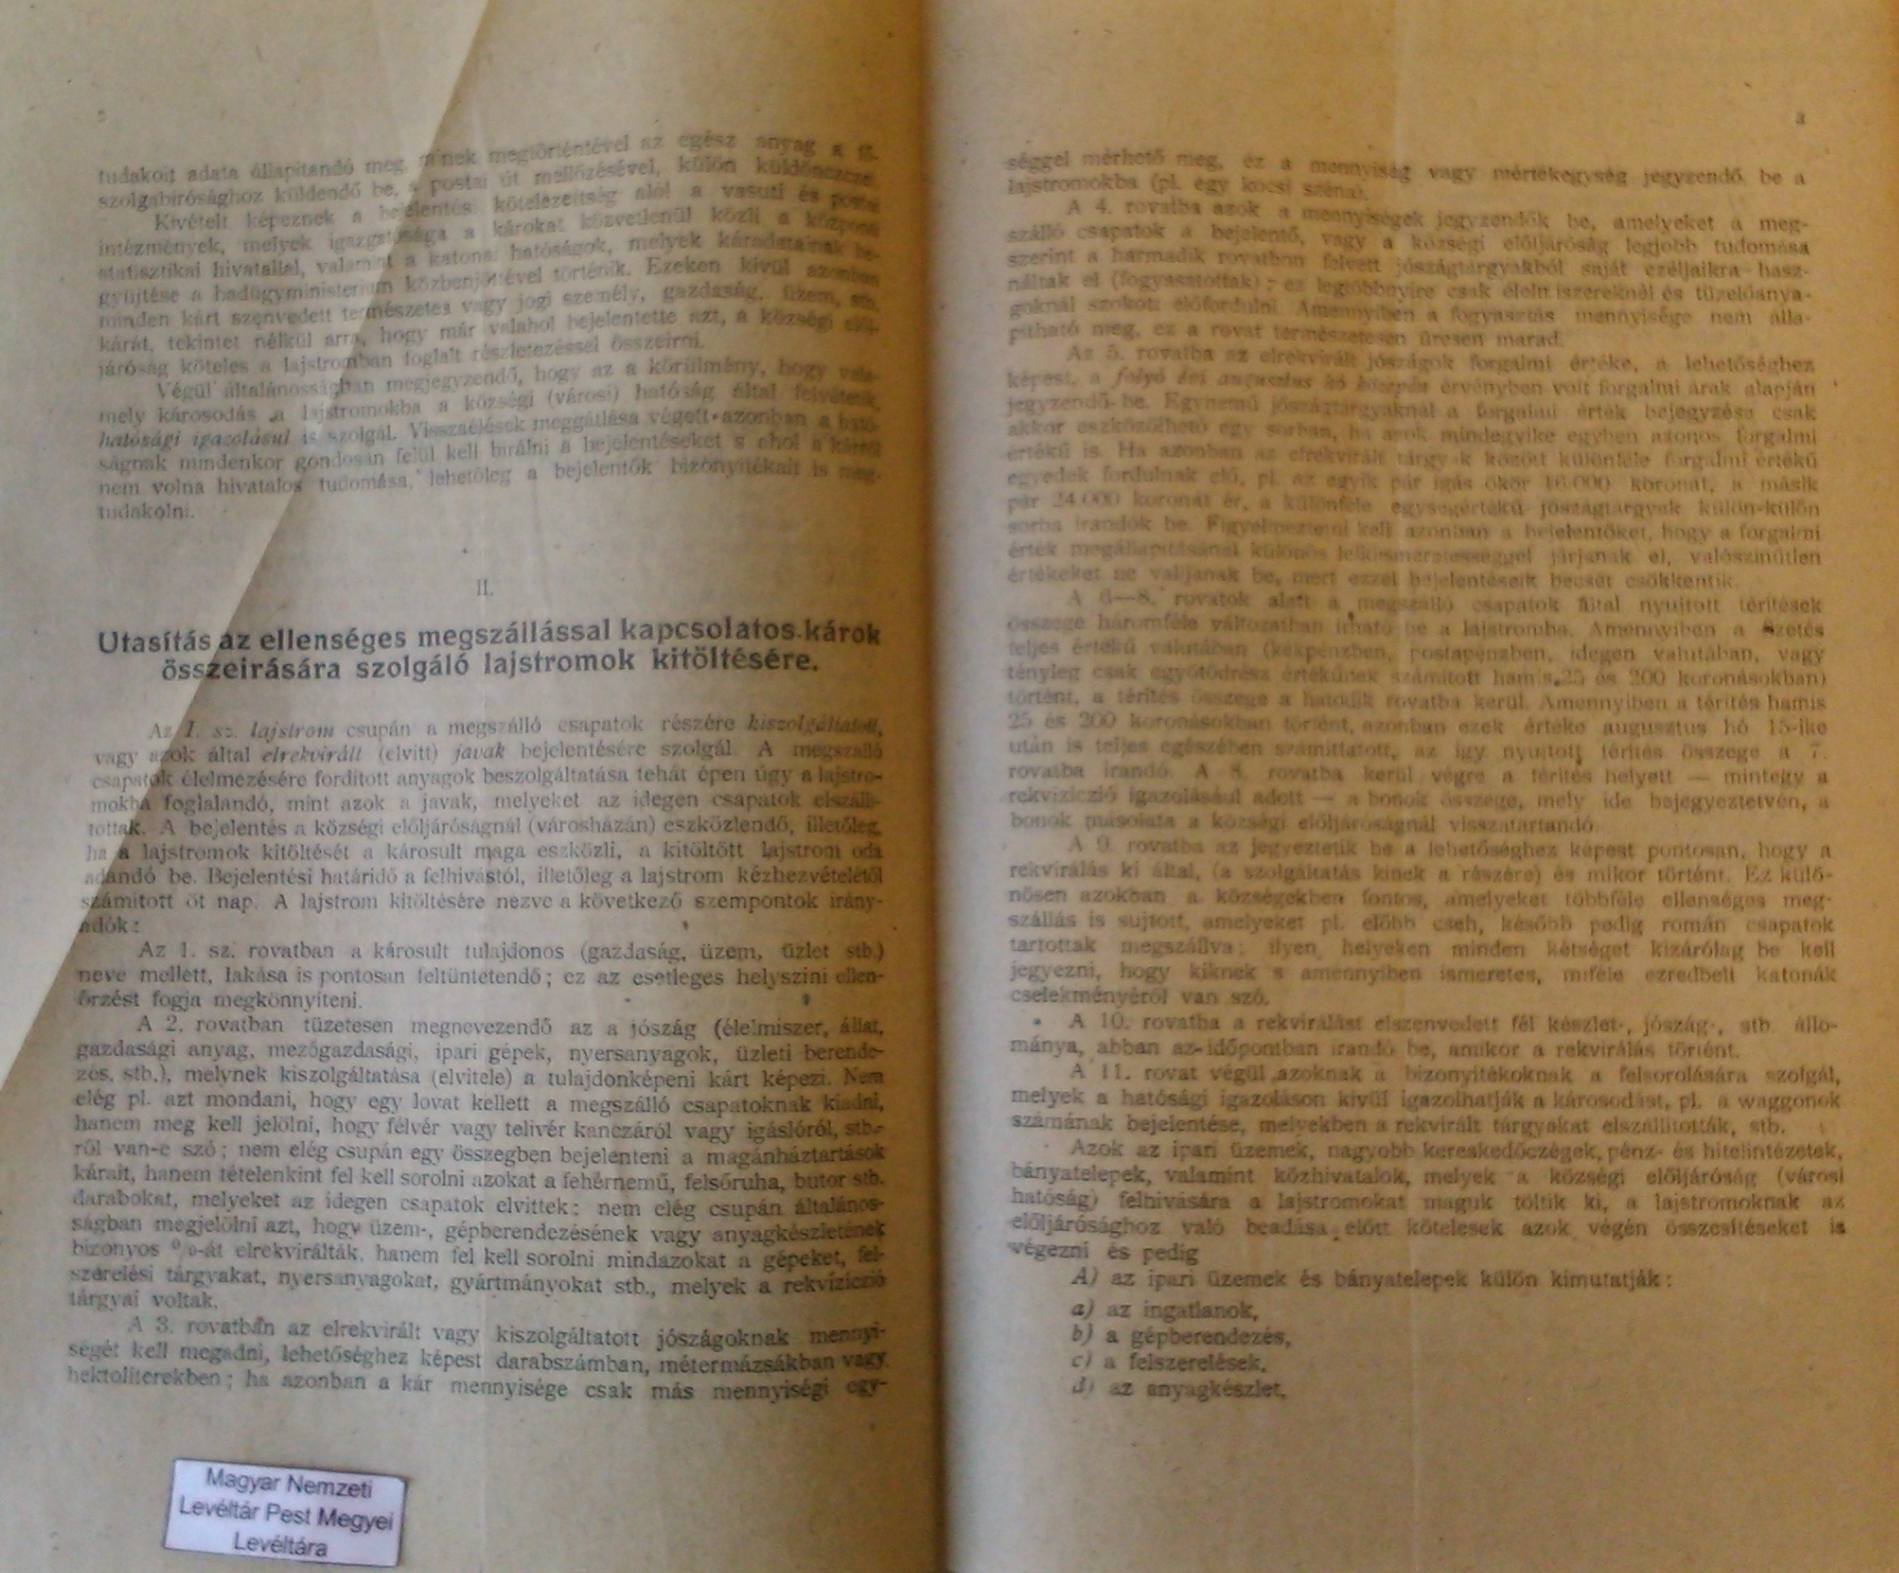 tudakolt adata állapítandó meg, minek megtörténtével az egész anyag a fő-
szolgabírósághoz küldendő be, a postai út mellőzésével, külön küldöncczel.
Kivételt képeznek a bejelentés kötelezettség alól a vasuti és postai
intézmények, melyek igazgatósága a károkat közvetlenül közli a központi
statisztikai hivatallal, valamint a katonai hatóságok, melyek káradatainak be-
gyüjtése a hadügyministerium közbenjöttével történik. Ezeken kivül azonban
minden kárt szenvedett természetes vagy jogi személy, gazdaság, üzem, stb.
kárát, tekintet nélkül arra, hogy már valahol bejelentette azt, a községi elöl-
járóság köteles a lajstromban foglalt részletezéssel összeirni.
Végül általánosságban megjegyzendő, hogy az a körülmény, hogy vala-
mely károsodás a lajstromokba a községi (városi) hatóság által felvétetik,
hatósági igazolásul is szolgál. Visszaélések meggátlása végett azonban a ható-
ságnak mindenkor gondosan felül kell birálni a bejelentéseket s ahol a kárról
nem volna hivatalos tudomása, lehetőleg a bejelentők bizonyítékait is meg-
tudakolni.
II.
Utasítás az ellenséges megszállással kapcsolatos károk
összeirására szolgáló lajstromok kitöltésére.
Az I. sz. lajstrom csupán a megszálló csapatok részére kiszolgáltatott,
vagy azok által elrekvirált (elvitt) javak bejelentésére szolgál. A megszálló
csapatok élelmezésére fordított anyagok beszolgáltatása tehát épen úgy a lajstro-
mokba foglalandó, mint azok a javak, melyeket az idegen csapatok elszállí-
tottak. A bejelentés a községi elöljáróságnál (városházán) eszközlendő, illetőleg,
ha a lajstromok kitöltését a károsult maga eszközli, a kitöltött lajstrom oda
adandó be. Bejelentési határidő a felhivástól, illetőleg a lajstrom kézhezvételétől
számított öt nap. A lajstrom kitöltésére nézve a következő szempontok irány-
adók:
Az 1. sz. rovatban a károsult tulajdonos (gazdaság, üzem, üzlet stb.)
neve mellett, lakása is pontosan feltüntetendő; ez az esetleges helyszini ellen-
őrzést fogja megkönnyíteni.
A 2. rovatban tüzetesen megnevezendő az a jószág (élelmiszer, állat,
gazdasági anyag, mezőgazdasági, ipari gépek, nyersanyagok, üzleti berende-
zés, stb.), melynek kiszolgáltatása (elvitele) a tulajdonképeni kárt képezi. Nem
elég pl. azt mondani, hogy egy lovat kellett a megszálló csapatoknak kiadni,
hanem meg kell jelölni, hogy félvér vagy telivér kanczáról vagy igáslóról, stb.-
ról van-e szó; nem elég csupán egy összegben bejelenteni a magánháztartások
kárait, hanem tételenkint fel kell sorolni azokat a fehérnemű, felsőruha, butor stb.
darabokat, melyeket az idegen csapatok elvittek; nem elég csupán általános-
ságban megjelölni azt, hogy üzem-, gépberendezésének vagy anyagkészletének
bizonyos %-át elrekvirálták, hanem fel kell sorolni mindazokat a gépeket, fel-
szerelési tárgyakat, nyersanyagokat, gyártmányokat stb., melyek a rekvizició
tárgyai voltak.
A 3. rovatban az elrekvirált vagy kiszolgáltatott jószágoknak mennyi-
ségét kell megadni, lehetőséghez képest darabszámban, métermázsákban vagy
hektoliterekben; ha azonban a kár mennyisége csak más mennyiségi egy-
Magyar Nemzeti
Levéltár Pest Megyei
Levéltára
3
séggel mérhető meg, ez a mennyiség vagy mértékegység jegyzendő be a
lajstromokba (pl. egy kocsi széna).
A 4. rovatba azok a mennyiségek jegyzendők be, amelyeket a meg-
szálló csapatok a bejelentő, vagy a községi elöljáróság legjobb tudomása
szerint a harmadik rovatban felvett jószágtárgyakból saját czéljaikra hasz-
náltak el (fogyasztottak); ez legtöbbnyire csak élelmiszereknél és tüzelőanya-
goknál szokott előfordulni. Amennyiben a fogyasztás mennyisége nem álla-
pítható meg, ez a rovat természetesen üresen marad.
Az 5. rovatba az elrekvirált jószágok forgalmi értéke, a lehetőséghez
képest, a folyó évi augusztus hó közepén érvényben volt forgalmi árak alapján
jegyzendő be. Egynemű jószágtárgyaknál a forgalmi érték bejegyzése csak
akkor eszközölhető egy sorban, ha azok mindegyike egyben azonos forgalmi
értékű is. Ha azonban az elrekvirált tárgyak között különféle forgalmi értékű
egyedek fordulnak elő, pl. az egyik pár igás ökör 16.000 koronát, a másik
pár 24.000 koronát ér, a különféle egységértékű jószágtárgyak külön-külön
sorba irandók be. Figyelmeztetni kell azonban a bejelentőket, hogy a forgalmi
érték megállapításánál különös lelkiismeretességgel járjanak el, valószinűtlen
értékeket ne valljanak be, mert ezzel bejelentéseik becsét csökkentik.
A 6—8. rovatok alatt a megszálló csapatok által nyujtott térítések
összege háromféle változatban irható be a lajstromba. Amennyiben a fizetés
teljes értékű valutában (kékpénzben, postapénzben, idegen valutában, vagy
tényleg csak egyötödrész értékűnek számított hamis 25 és 200 koronásokban)
történt, a térítés összege a hatodik rovatba kerül. Amennyiben a térítés hamis
25 és 200 koronásokban történt, azonban ezek értéke augusztus hó 15-ike
után is teljes egészében számíttatott, az így nyujtott térítés összege a 7.
rovatba irandó. A 8. rovatba kerül végre a térítés helyett — mintegy a
rekvizició igazolásául adott — a bonok összege, mely ide bejegyeztetvén, a
bonok másolata a községi elöljáróságnál visszatartandó.
A 9. rovatba az jegyeztetik be a lehetőséghez képest pontosan, hogy a
rekvirálás ki által, (a szolgáltatás kinek a részére) és mikor történt. Ez külö-
nösen azokban a községekben fontos, amelyeket többféle ellenséges meg-
szállás is sujtott, amelyeket pl. előbb cseh, később pedig román csapatok
tartottak megszállva; ilyen helyeken minden kétséget kizárólag be kell
jegyezni, hogy kiknek s amennyiben ismeretes, miféle ezredbeli katonák
cselekményéről van szó.
A 10. rovatba a rekvirálást elszenvedett fél készlet-, jószág-, stb. állo-
mánya, abban az időpontban irandó be, amikor a rekvirálás történt.
A 11. rovat végül azoknak a bizonyítékoknak a felsorolására szolgál,
melyek a hatósági igazoláson kivül igazolhatják a károsodást, pl. a waggonok
számának bejelentése, melyekben a rekvirált tárgyakat elszállították, stb.
Azok az ipari üzemek, nagyobb kereskedőczégek, pénz- és hitelintézetek,
bányatelepek, valamint közhivatalok, melyek a községi elöljáróság (városi
hatóság) felhivására a lajstromokat maguk töltik ki, a lajstromoknak az
elöljárósághoz való beadása előtt kötelesek azok végén összesítéseket is
végezni és pedig
A) az ipari üzemek és bányatelepek külön kimutatják:
a) az ingatlanok,
b) a gépberendezés,
c) a felszerelések,
d) az anyagkészlet,